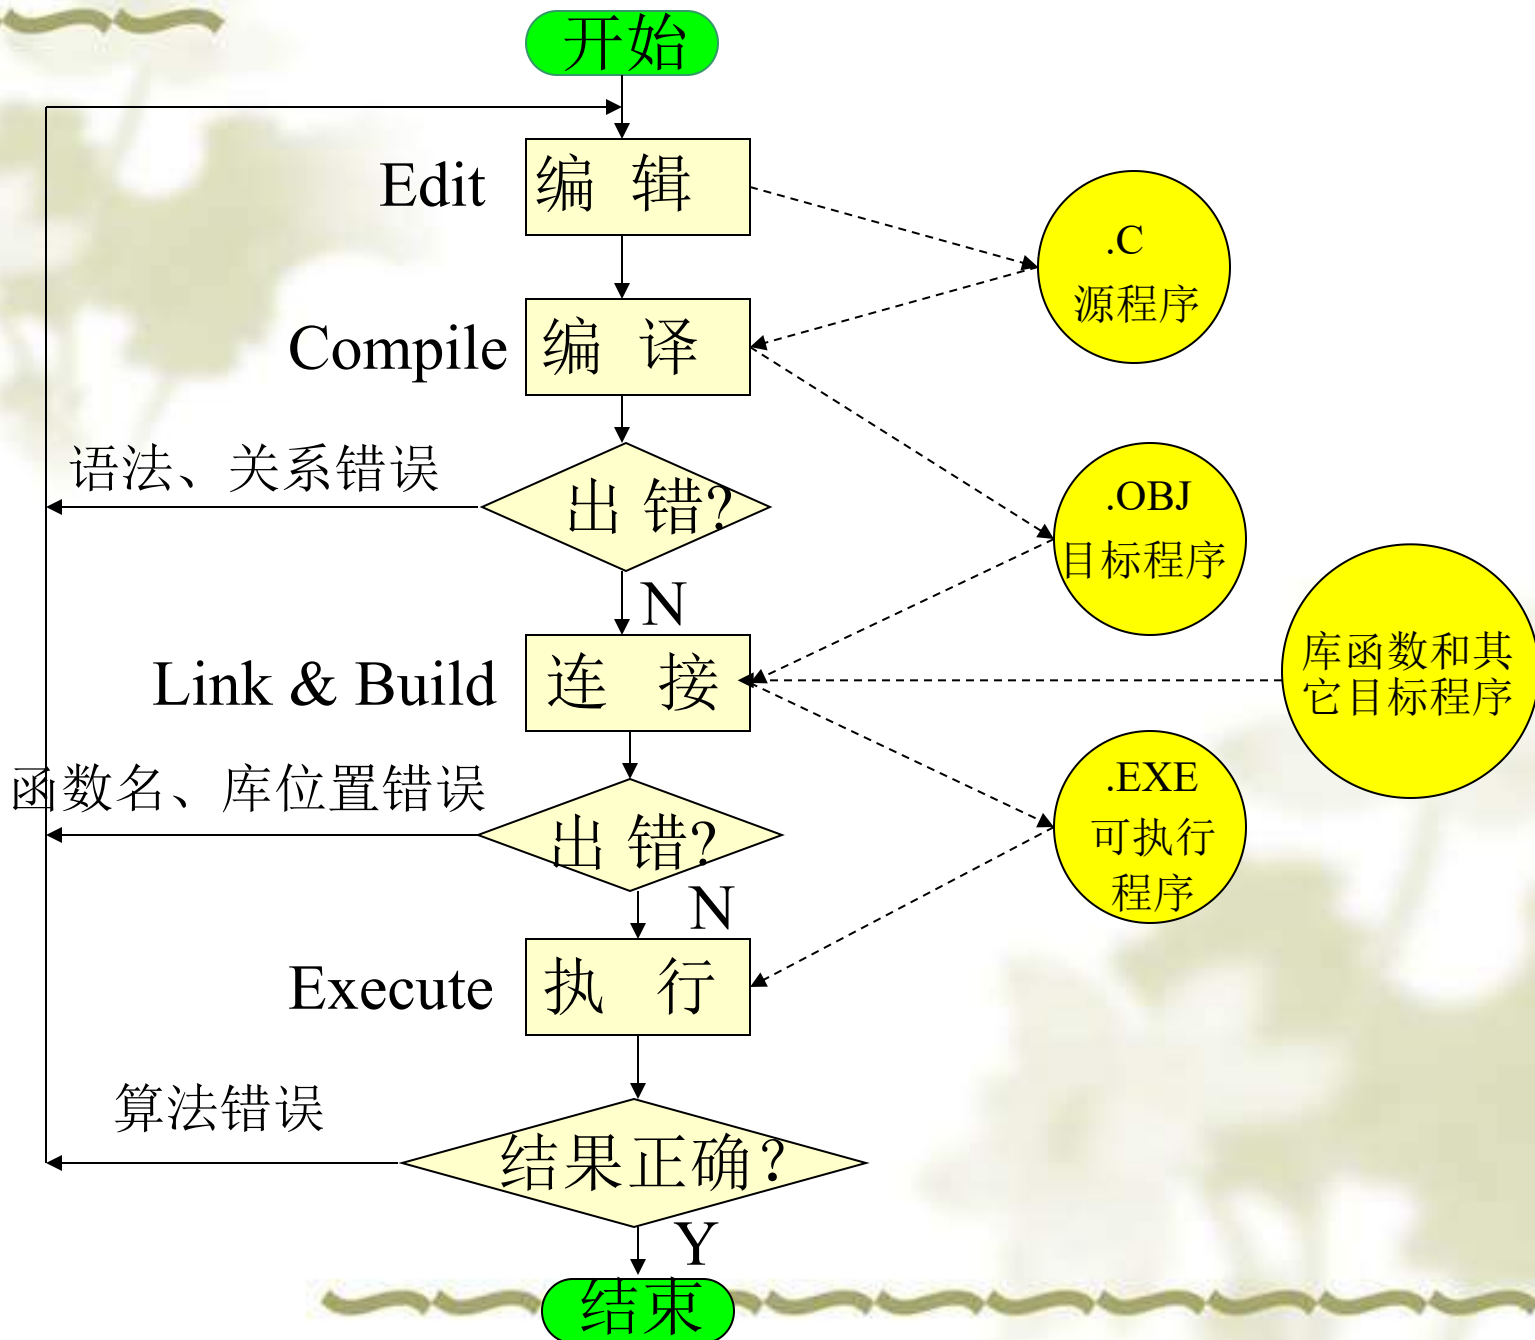 开始
Edit
编 辑
.C
源程序
Compile
编 译
语法、关系错误
出 错?
.OBJ
目标程序
N
Link & Build
连 接
库函数和其
它目标程序
函数名、库位置错误
出 错?
.EXE
可执行
程序
N
Execute
执 行
算法错误
结果正确?
Y
结束